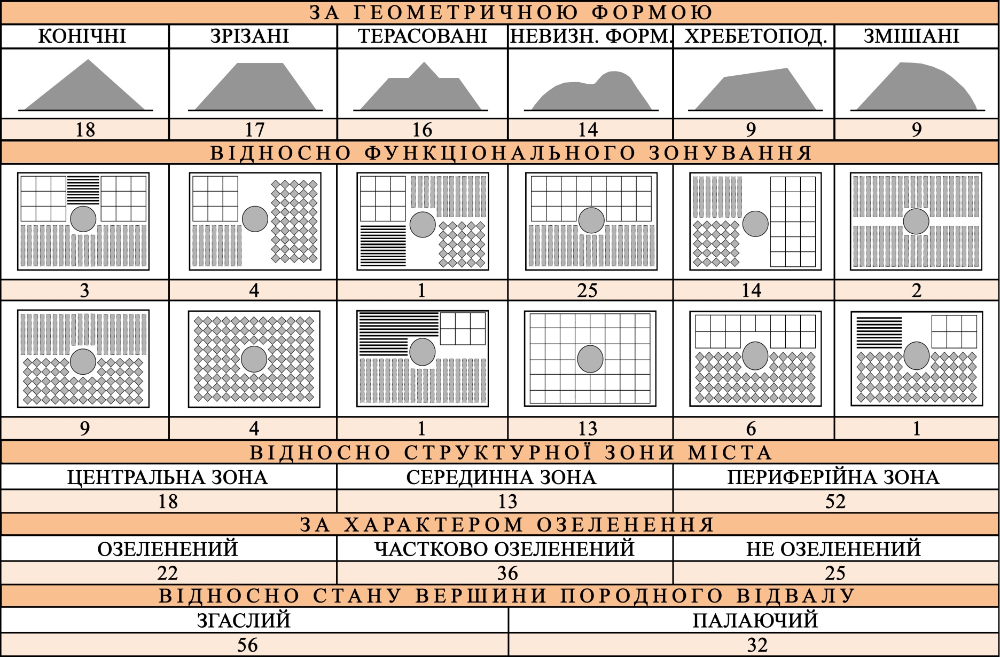 ЗА ГЕОМЕТРИЧНОЮ ФОРМОЮ
КОНІЧНІ ЗРІЗАНІ ТЕРАСОВАНІ НЕВИЗН. ФОРМ. ХРЕБЕТОПОД. ЗМІШАНІ
18 17 16 14 9 9
ВІДНОСНО ФУНКЦІОНАЛЬНОГО ЗОНУВАННЯ
3 4 1 25 14 2
9 4 1 13 6 1
ВІДНОСНО СТРУКТУРНОЇ ЗОНИ МІСТА
ЦЕНТРАЛЬНА ЗОНА СЕРЕДИННА ЗОНА ПЕРИФЕРІЙНА ЗОНА
18 13 52
ЗА ХАРАКТЕРОМ ОЗЕЛЕНЕННЯ
ОЗЕЛЕНЕНИЙ ЧАСТКОВО ОЗЕЛЕНЕНИЙ НЕ ОЗЕЛЕНЕНИЙ
22 36 25
ВІДНОСНО СТАНУ ВЕРШИНИ ПОРОДНОГО ВІДВАЛУ
ЗГАСЛИЙ ПАЛАЮЧИЙ
56 32